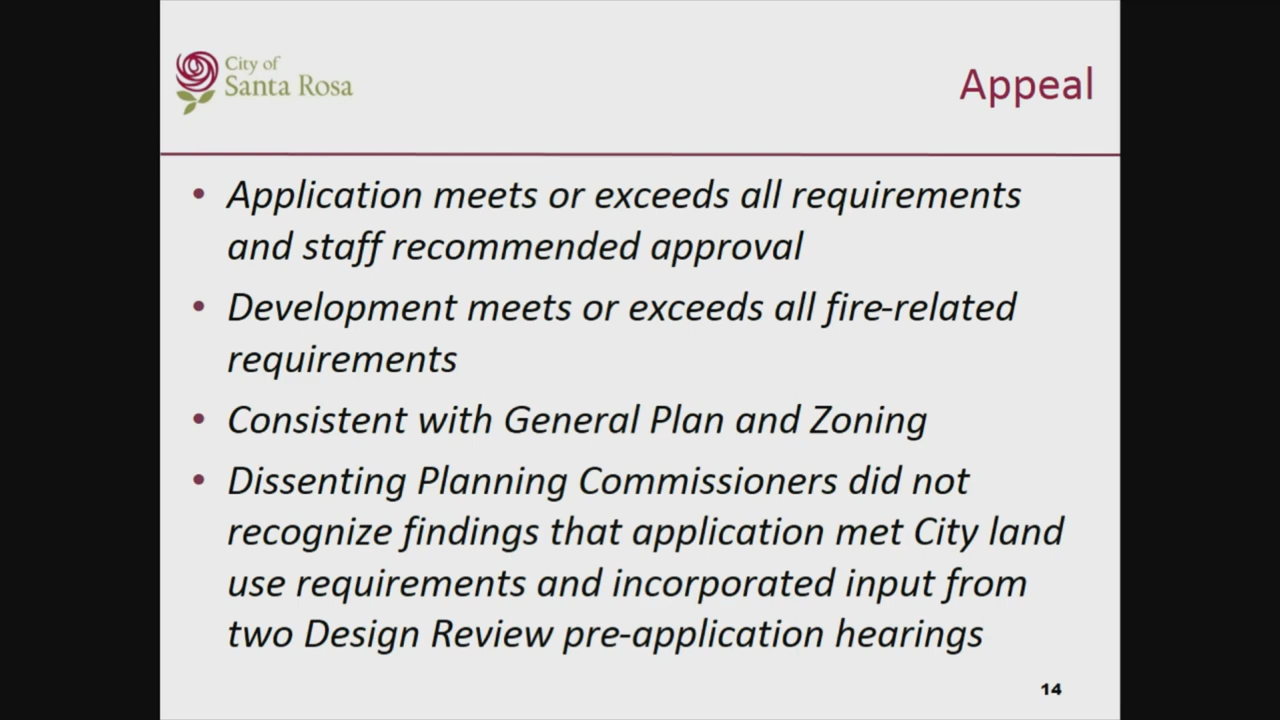 City of
Santa Rosa
Appeal
• Application meets or exceeds all requirements
and staff recommended approval
• Development meets or exceeds all fire-related
requirements
• Consistent with General Plan and Zoning
• Dissenting Planning Commissioners did not
recognize findings that application met City land
use requirements and incorporated input from
two Design Review pre-application hearings
14